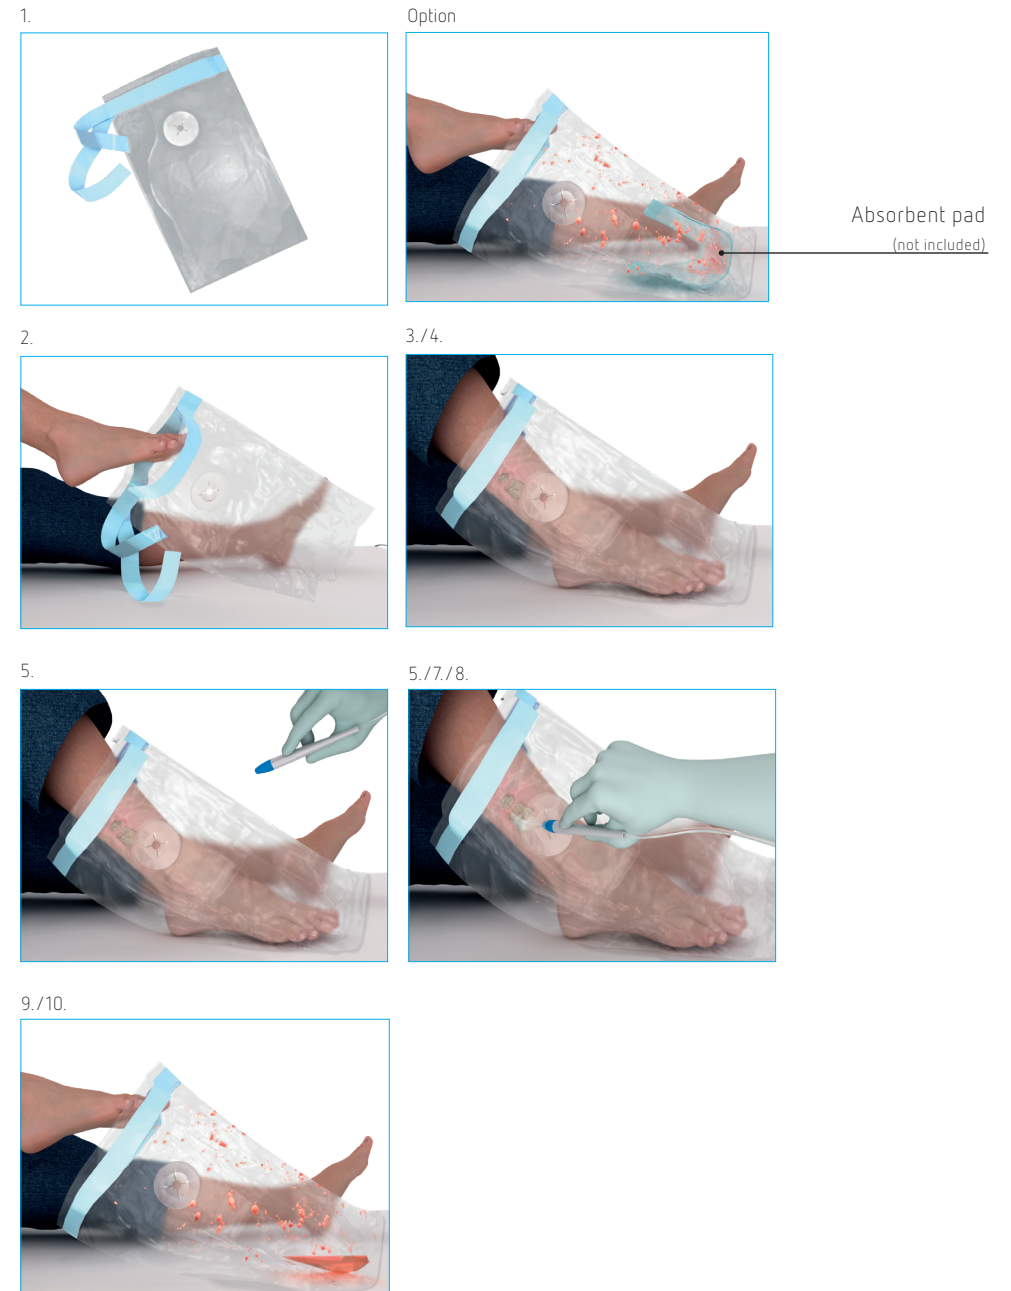 1.
Option
Absorbent pad
(not included)
2.
3./4.
5.
5./7./8.
9./10.